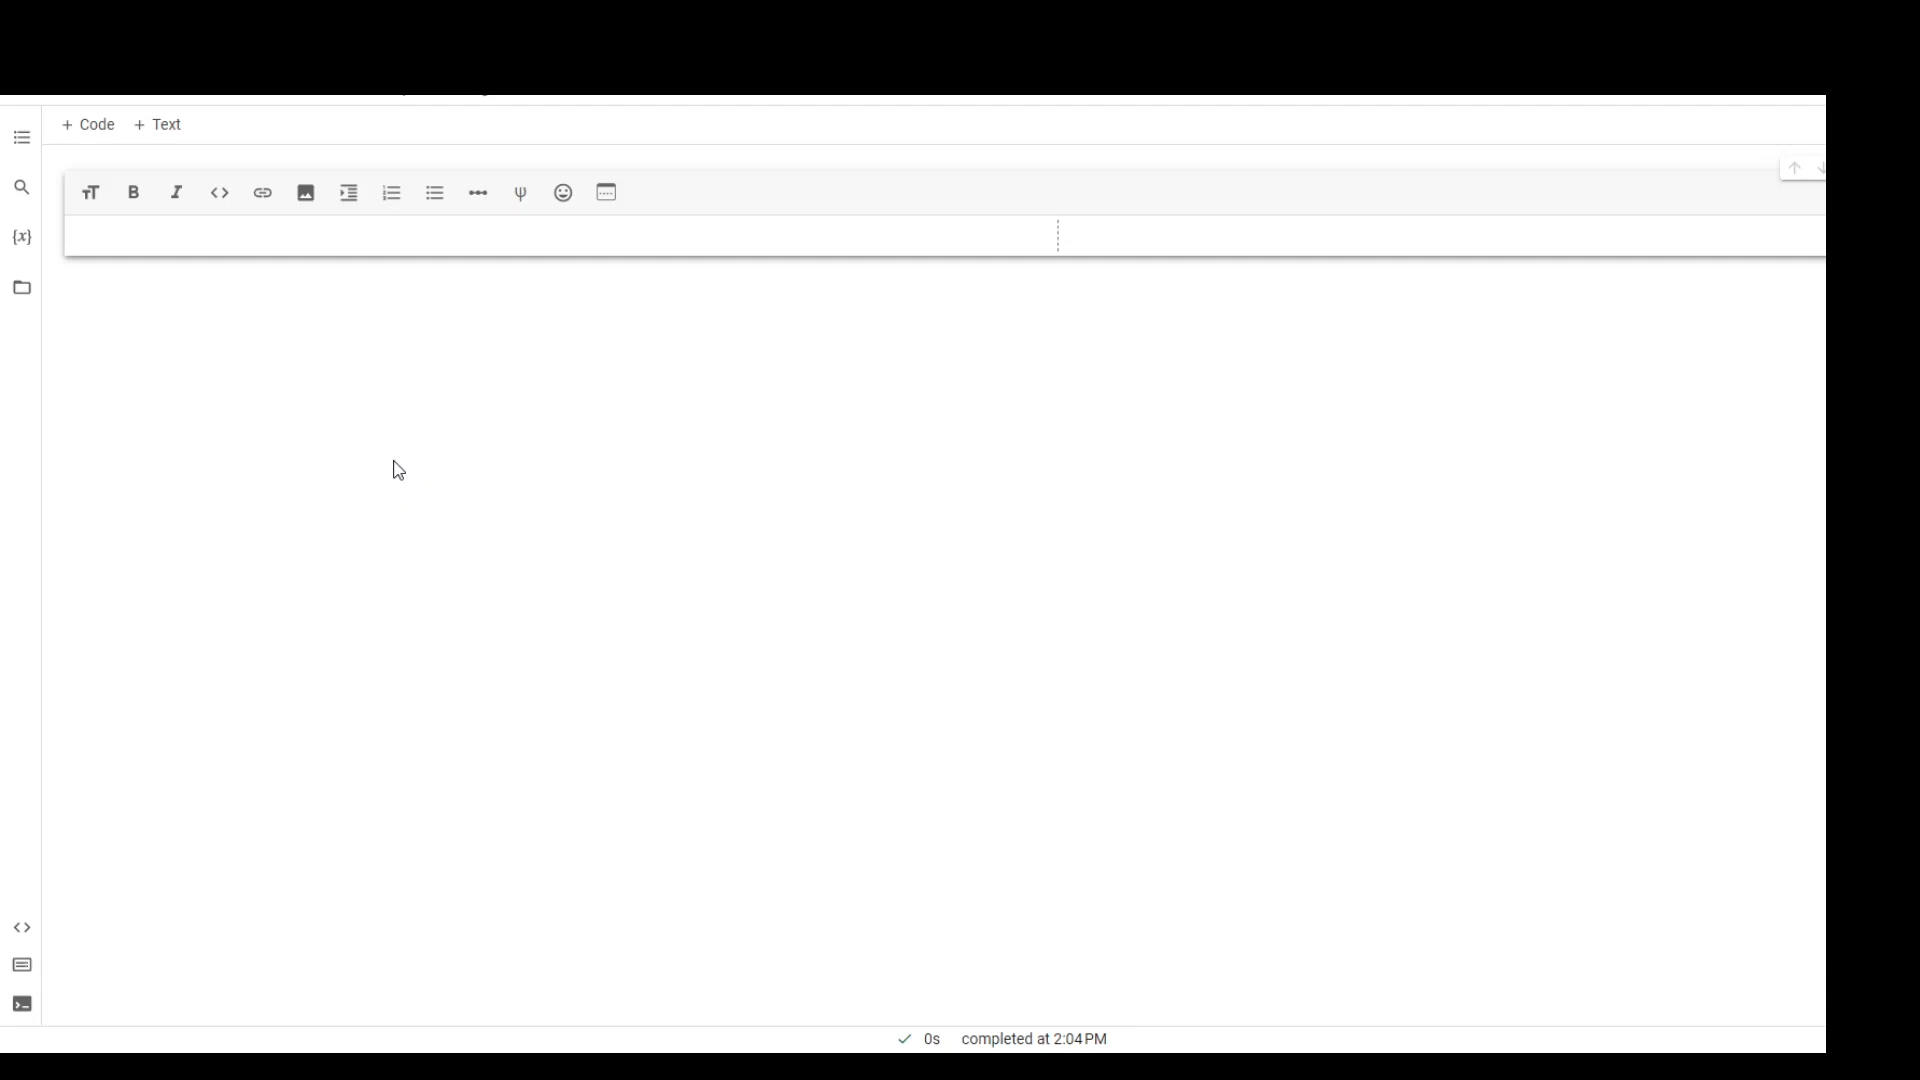 + Code + Text
{x}
ψ
✓ 0s completed at 2:04 PM